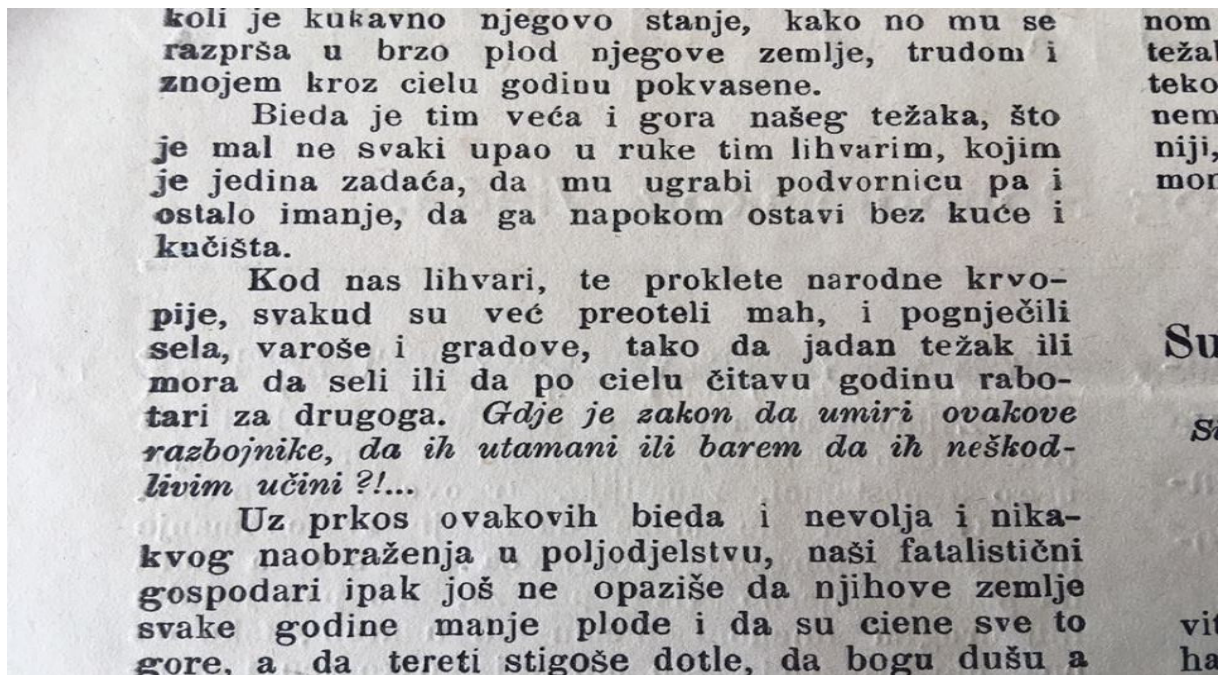 koli je kukavno njegovo stanje, kako no mu se
razprša u brzo plod njegove zemlje, trudom i
znojem kroz cielu godinu pokvasene.
Bieda je tim veća i gora našeg težaka, što
je mal ne svaki upao u ruke tim lihvarim, kojim
je jedina zadaća, da mu ugrabi podvornicu pa i
ostalo imanje, da ga napokom ostavi bez kuće i
kučišta.
Kod nas lihvari, te proklete narodne krvo-
pije, svakud su već preoteli mah, i pognječili
sela, varoše i gradove, tako da jadan težak ili
mora da seli ili da po cielu čitavu godinu rabo-
tari za drugoga. Gdje je zakon da umiri ovakove
razbojnike, da ih utamani ili barem da ih neškod-
livim učini ?!...
Uz prkos ovakovih bieda i nevolja i nika-
kvog naobraženja u poljodjelstvu, naši fatalistični
gospodari ipak još ne opaziše da njihove zemlje
svake godine manje plode i da su ciene sve to
gore, a da tereti stigoše dotle, da bogu dušu a
nom
teko
nem
niji,
Su
vit
ha